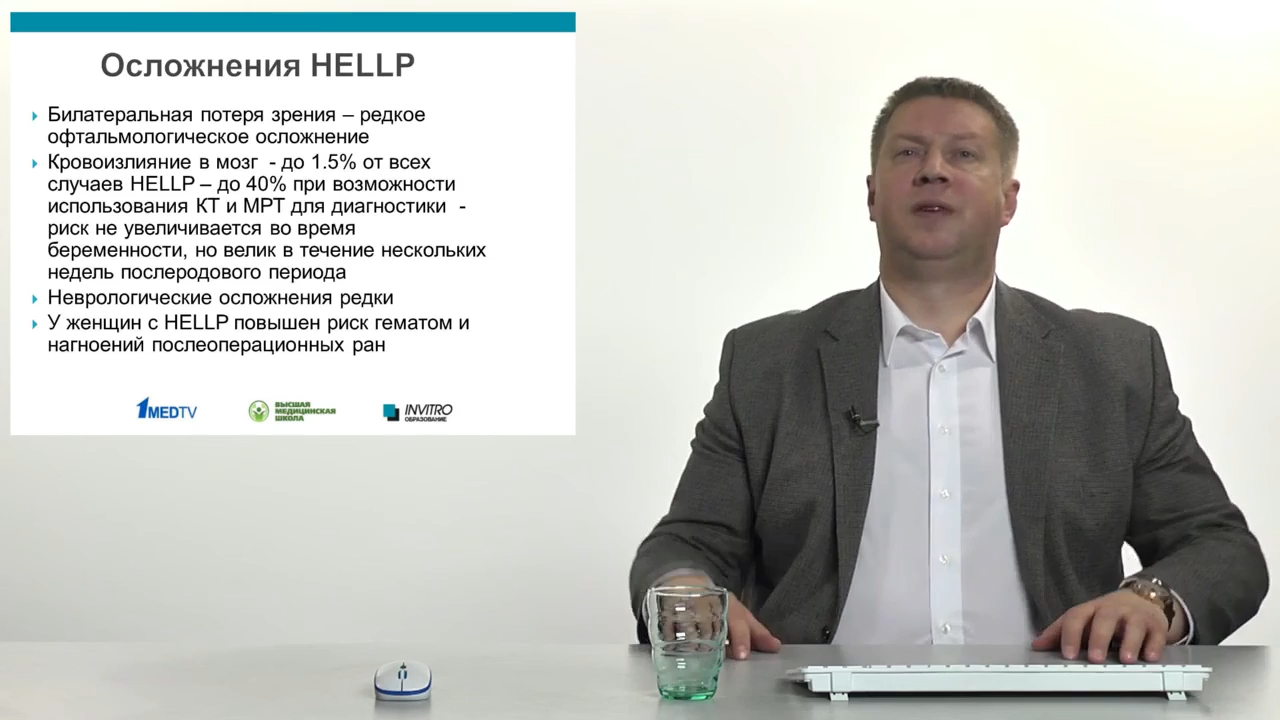 Осложнения HELLP
Билатеральная потеря зрения – редкое
офтальмологическое осложнение
Кровоизлияние в мозг - до 1.5% от всех
случаев HELLP – до 40% при возможности
использования КТ и МРТ для диагностики -
риск не увеличивается во время
беременности, но велик в течение нескольких
недель послеродового периода
Неврологические осложнения редки
У женщин с HELLP повышен риск гематом и
нагноений послеоперационных ран
1MEDTV
ВЫСШАЯ
МЕДИЦИНСКАЯ
ШКОЛА
INVITRO
ОБРАЗОВАНИЕ